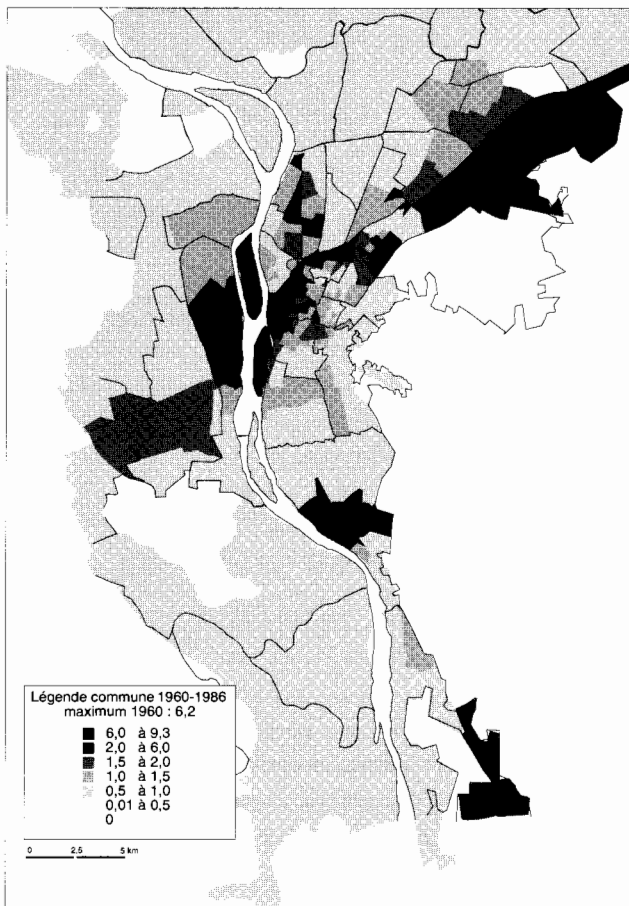 Légende commune 1960-1986
maximum 1960 : 6,2
6,0 à 9,3
2,0 à 6,0
1,5 à 2,0
1,0 à 1,5
0,5 à 1,0
0,01 à 0,5
0
0 2,5 5 km